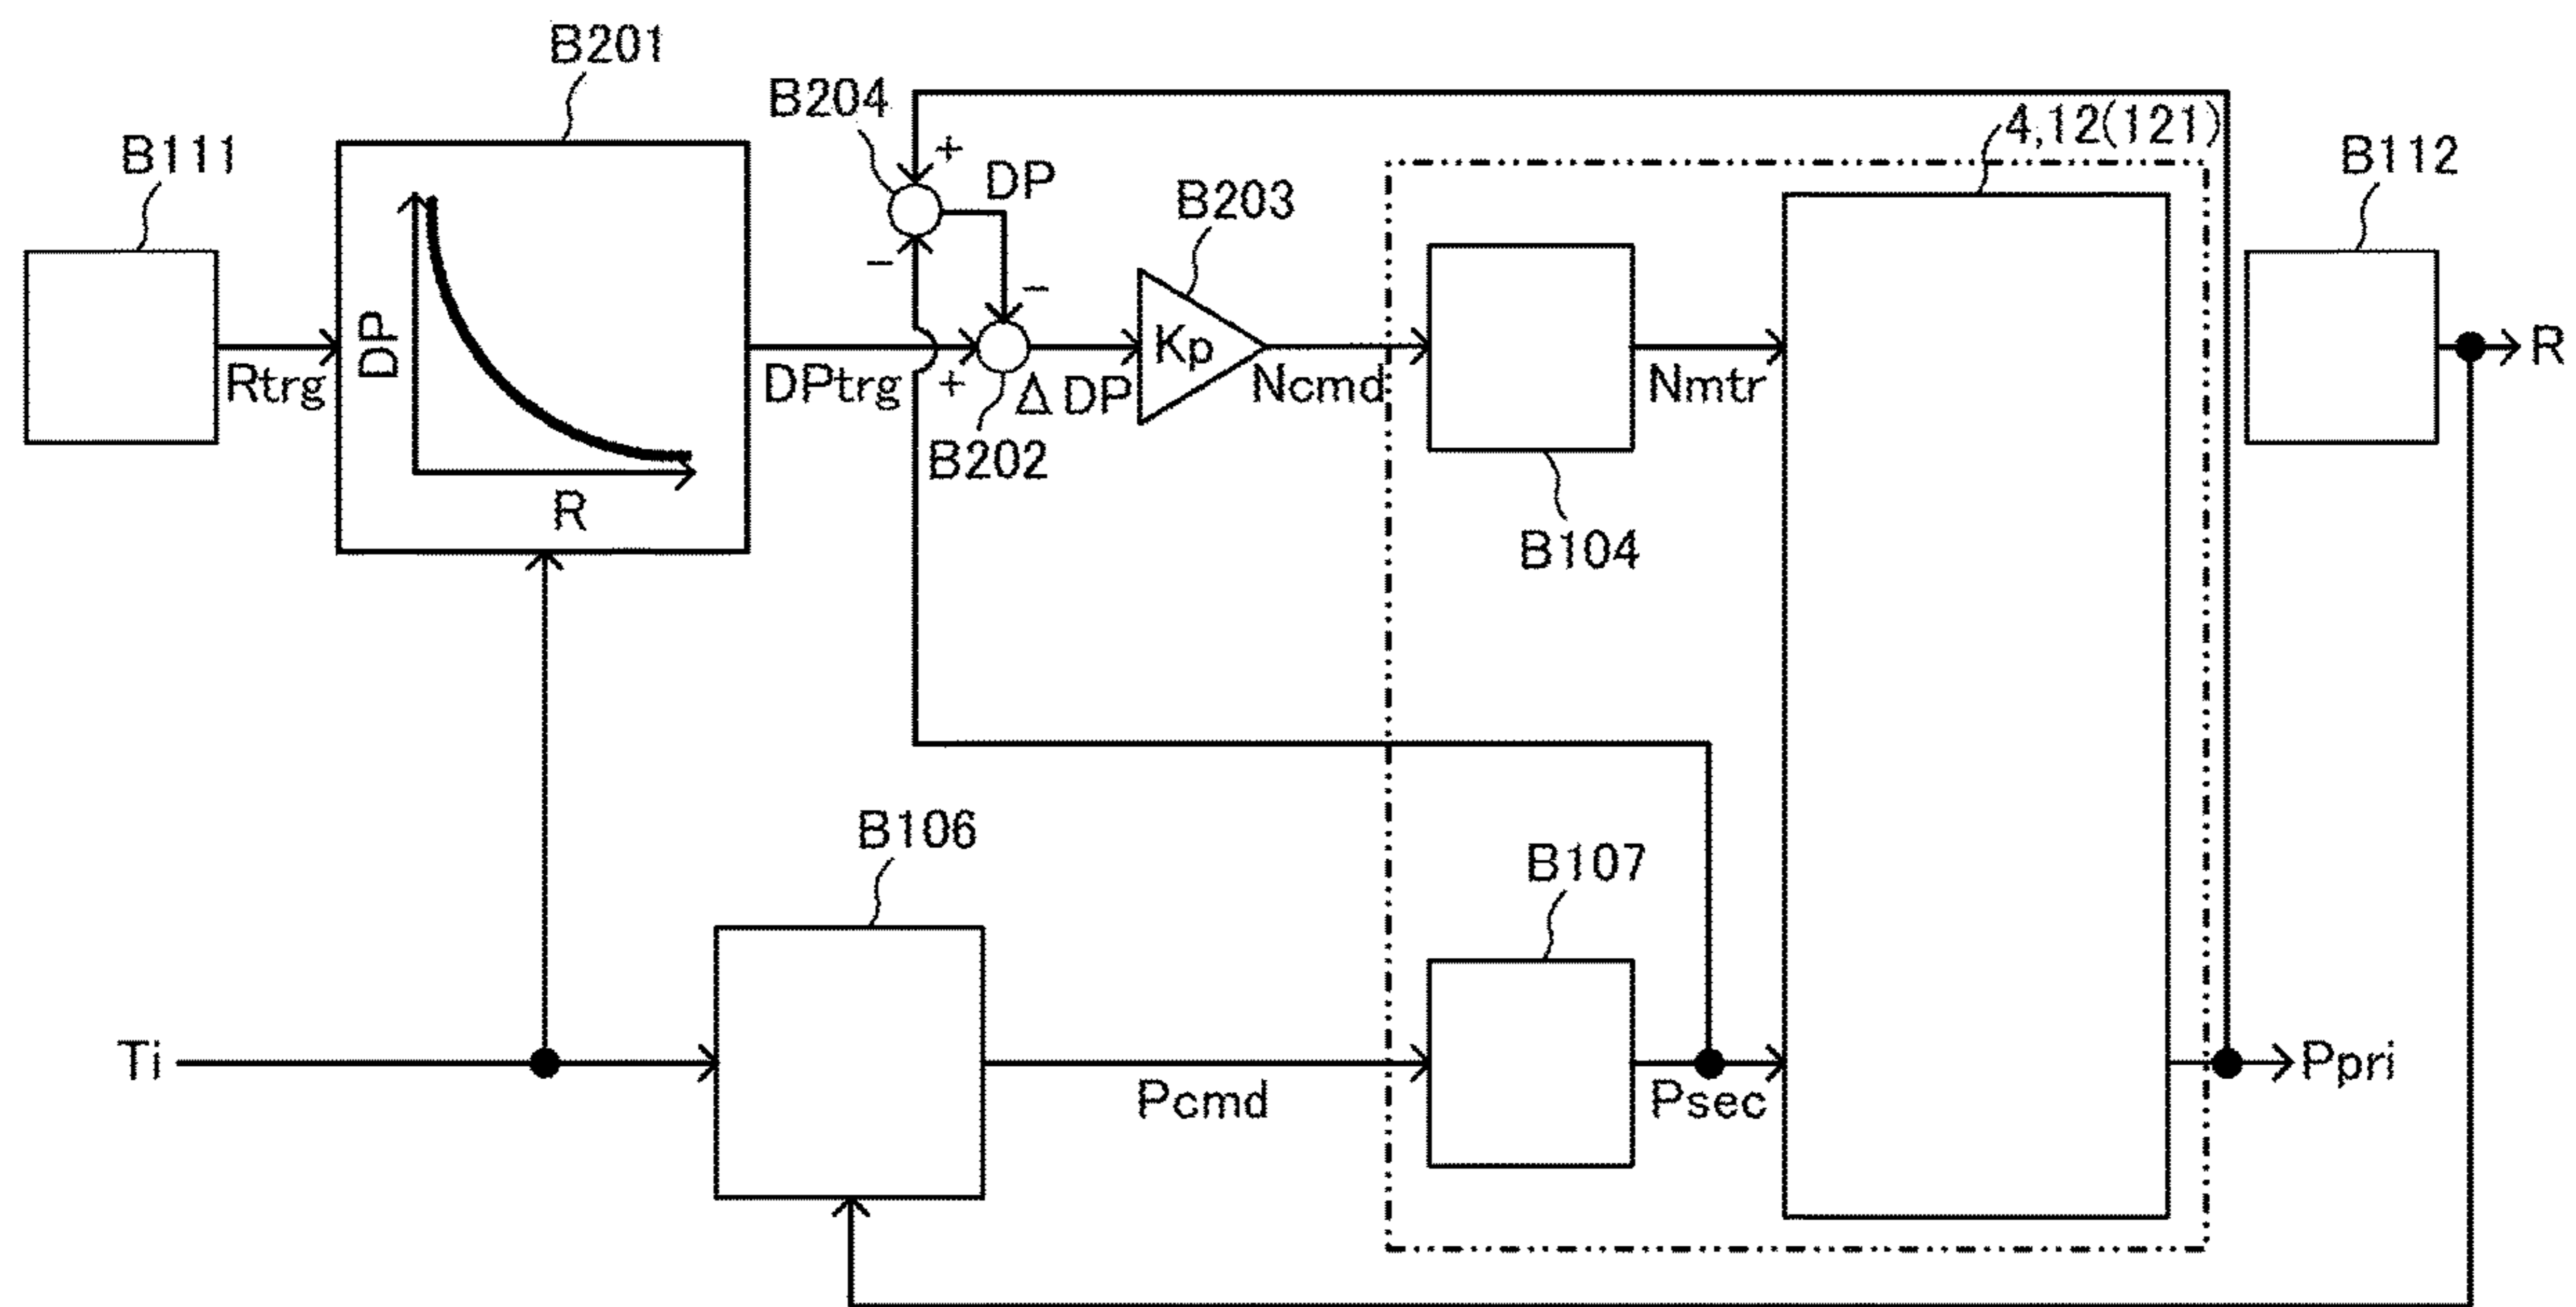 B201
B204
4,12(121)
B111
+
DP
B203
B112
-
-
DP
Kp
R
Rtrg
DPtrg
+
Δ DP
Ncmd
Nmtr
B202
R
B104
B106
B107
Ti
Pcmd
Psec
Ppri